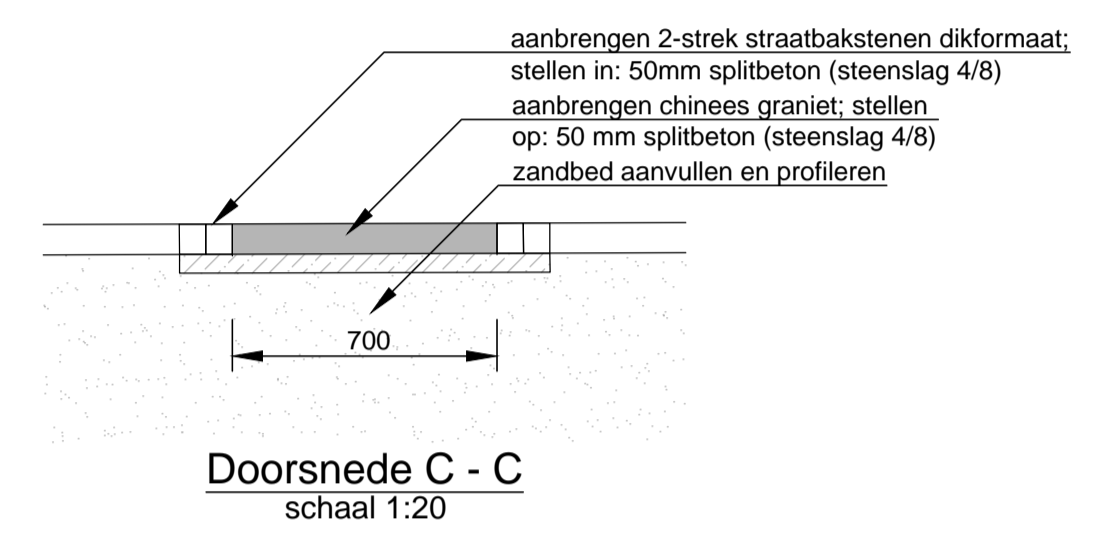 aanbrengen 2-strek straatbakstenen dikformaat;
stellen in: 50mm splitbeton (steenslag 4/8)
aanbrengen chinees graniet; stellen
op: 50 mm splitbeton (steenslag 4/8)
zandbed aanvullen en profileren
700
Doorsnede C - C
schaal 1:20